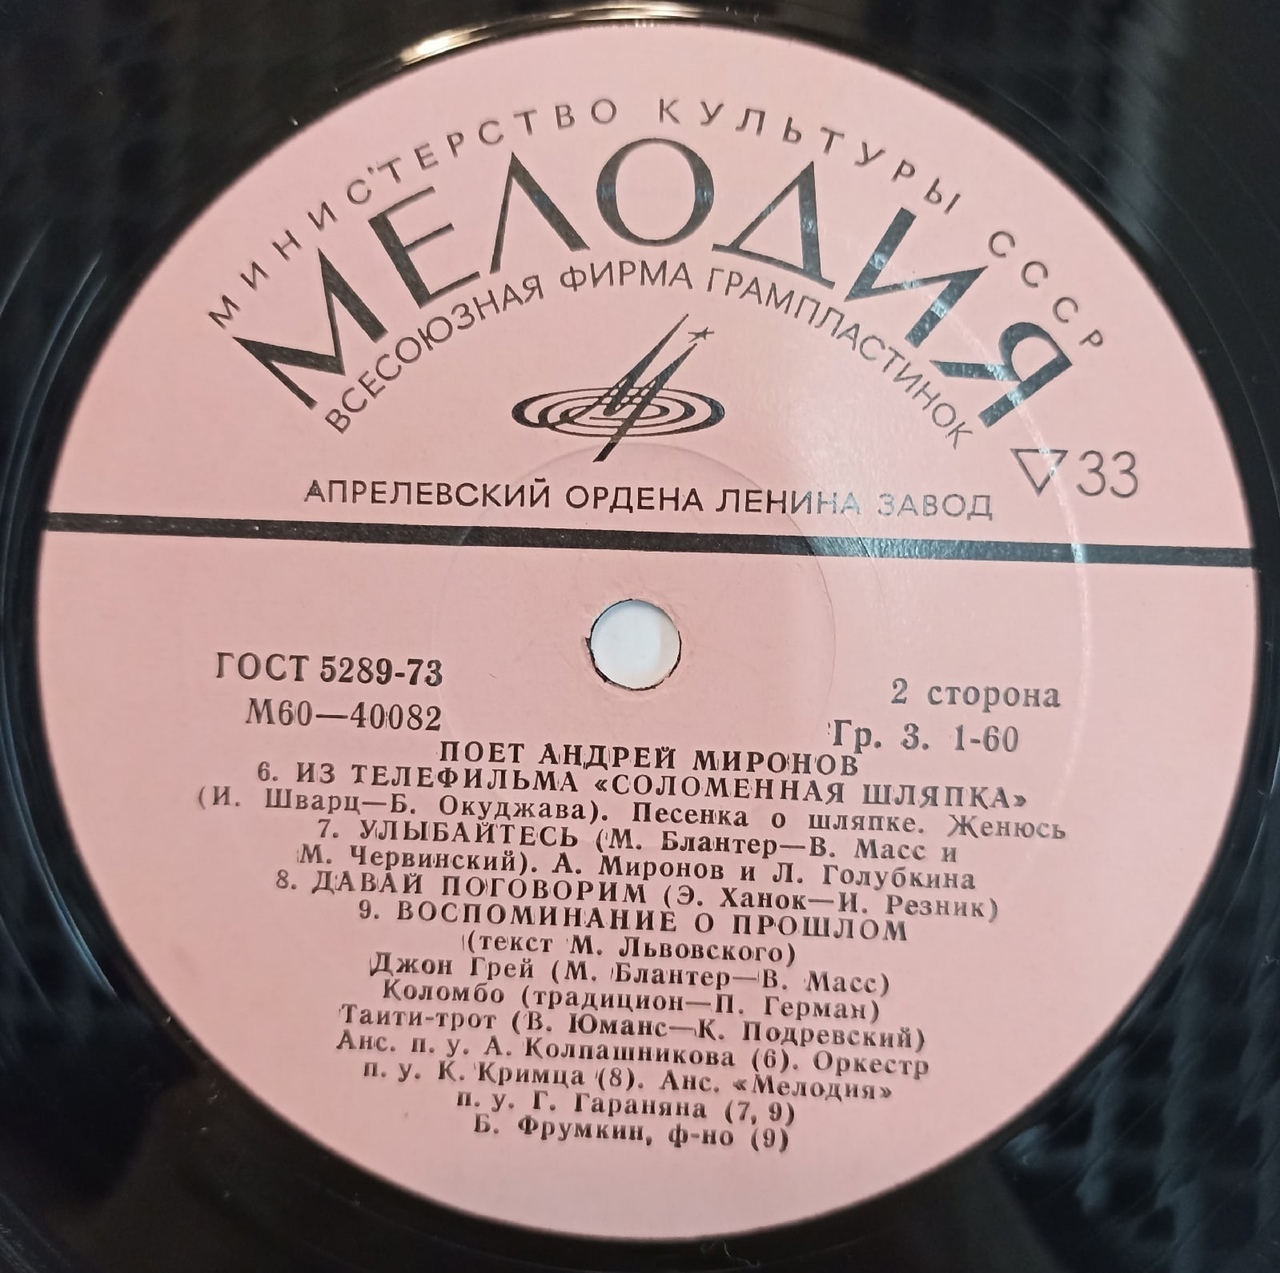 МИНИСТЕРСТВО КУЛЬТУРЫ СССР
МЕЛОДИЯ
ВСЕСОЮЗНАЯ ФИРМА ГРАМПЛАСТИНОК
33
АПРЕЛЕВСКИЙ ОРДЕНА ЛЕНИНА ЗАВОД
ГОСТ 5289-73
М60—40082
2 сторона
Гр. 3. 1-60
ПОЕТ АНДРЕЙ МИРОНОВ
6. ИЗ ТЕЛЕФИЛЬМА «СОЛОМЕННАЯ ШЛЯПКА»
(И. Шварц—Б. Окуджава). Песенка о шляпке. Женюсь
7. УЛЫБАЙТЕСЬ (М. Блантер—В. Масс и
М. Червинский). А. Миронов и Л. Голубкина
8. ДАВАЙ ПОГОВОРИМ (Э. Ханок—И. Резник)
9. ВОСПОМИНАНИЕ О ПРОШЛОМ
(текст М. Львовского)
Джон Грей (М. Блантер—В. Масс)
Коломбо (традицион—П. Герман)
Таити-трот (В. Юманс—К. Подревский)
Анс. п. у. А. Колпашникова (6). Оркестр
п. у. К. Кримца (8). Анс. «Мелодия»
п. у. Г. Гараняна (7, 9)
Б. Фрумкин, ф-но (9)